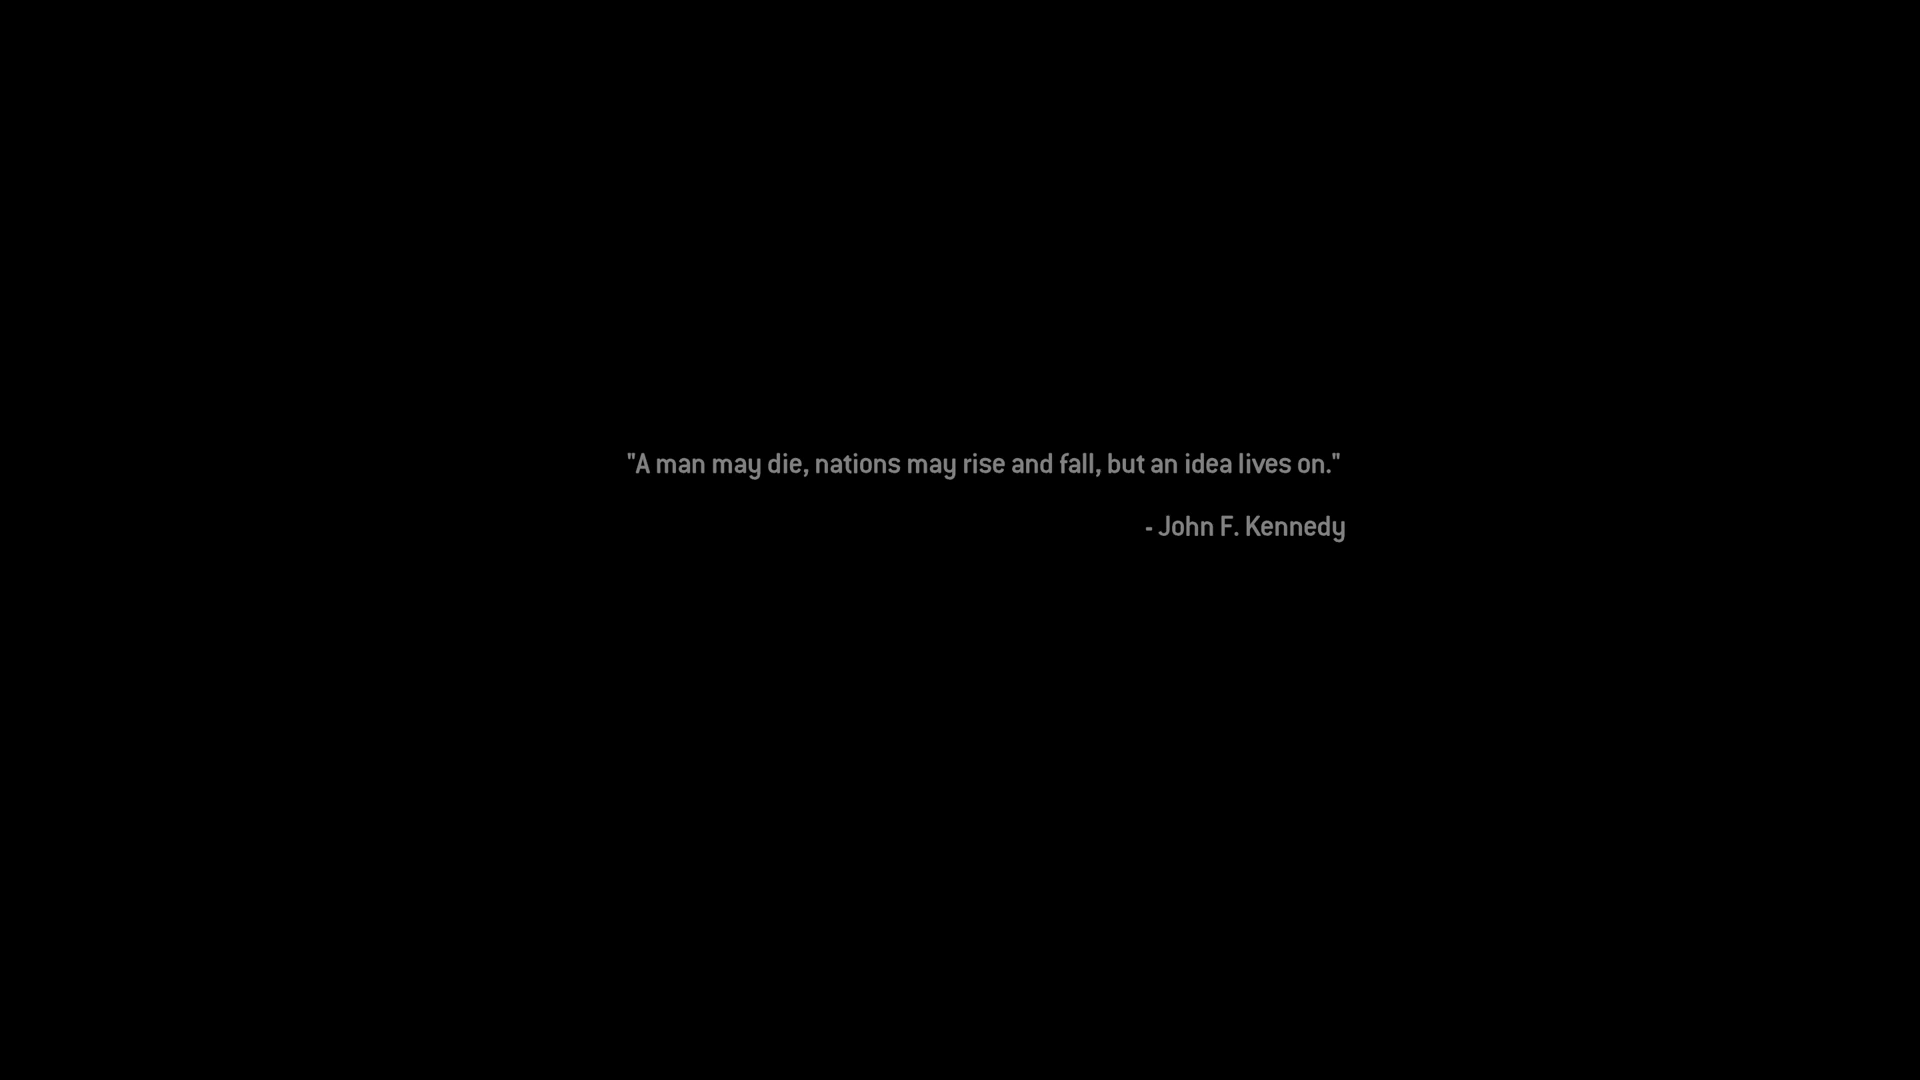 "A man may die, nations may rise and fall, but an idea lives on."
- John F. Kennedy